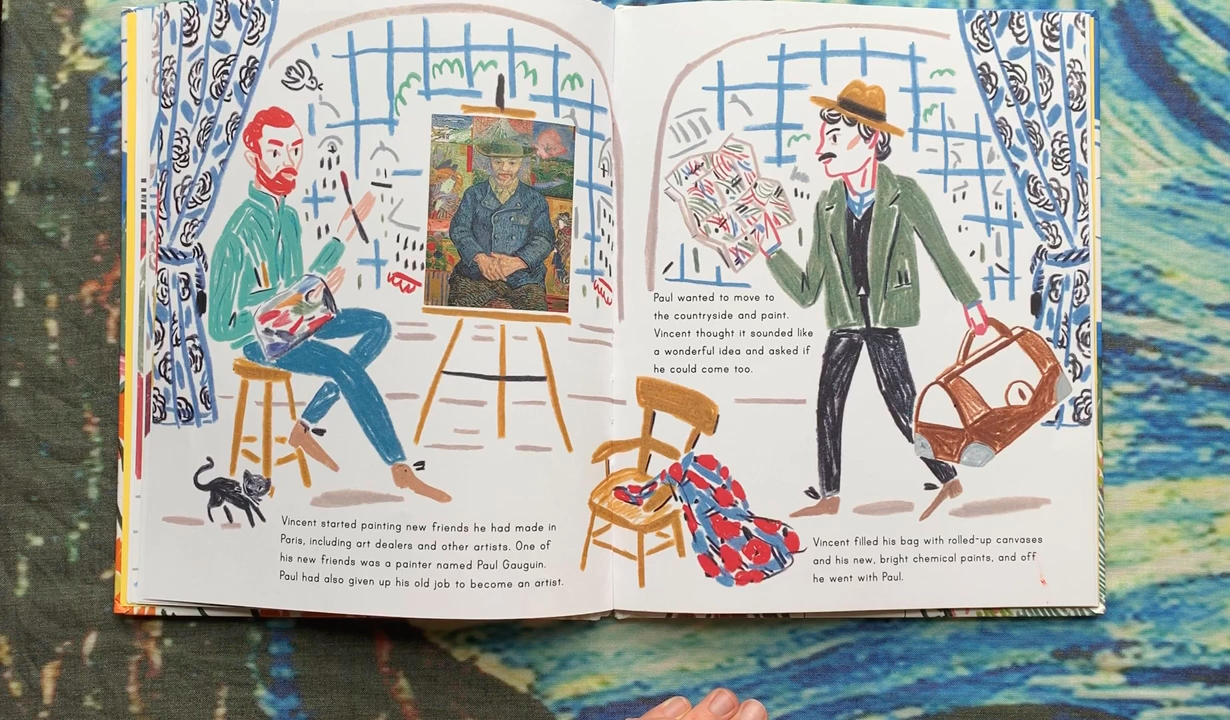 Vincent started painting new friends he had made in
Paris, including art dealers and other artists. One of
his new friends was a painter named Paul Gauguin.
Paul had also given up his old job to become an artist.
Paul wanted to move to
the countryside and paint.
Vincent thought it sounded like
a wonderful idea and asked if
he could come too.
Vincent filled his bag with rolled-up canvases
and his new, bright chemical paints, and off
he went with Paul.